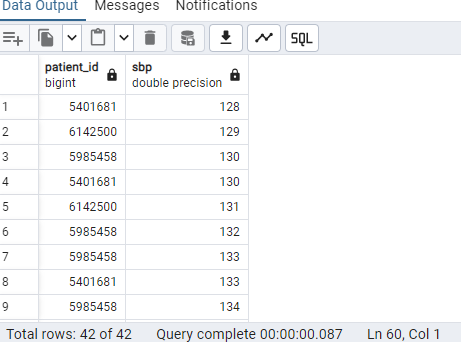 Data Output Messages Notifications
SQL
patient_id sbp
bigint double precision
1 5401681 128
2 6142500 129
3 5985458 130
4 5401681 130
5 6142500 131
6 5985458 132
7 5985458 133
8 5401681 133
9 5985458 134
Total rows: 42 of 42 Query complete 00:00:00.087 Ln 60, Col 1